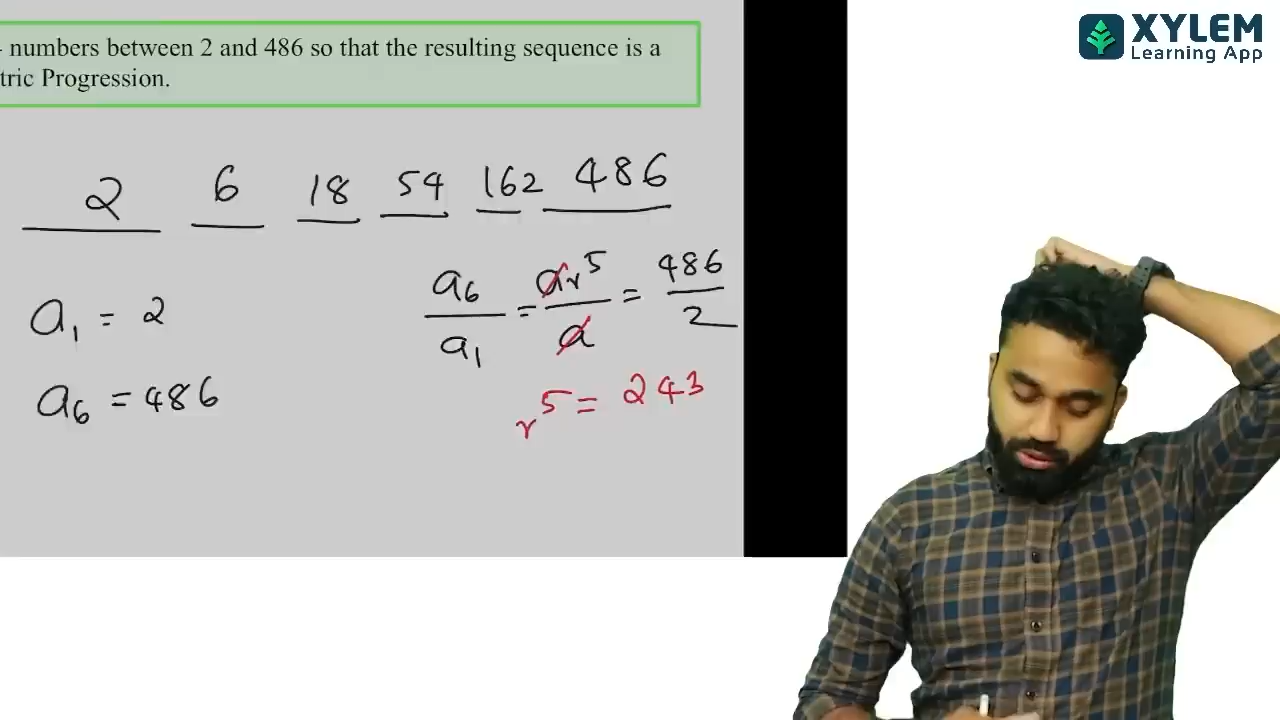 XYLEM
Learning App
numbers between 2 and 486 so that the resulting sequence is a
tric Progression.
2 6 18 54 162 486
a₁ = 2
a₆ = 486
a₆/a₁ = ar⁵/a = 486/2
r⁵ = 243